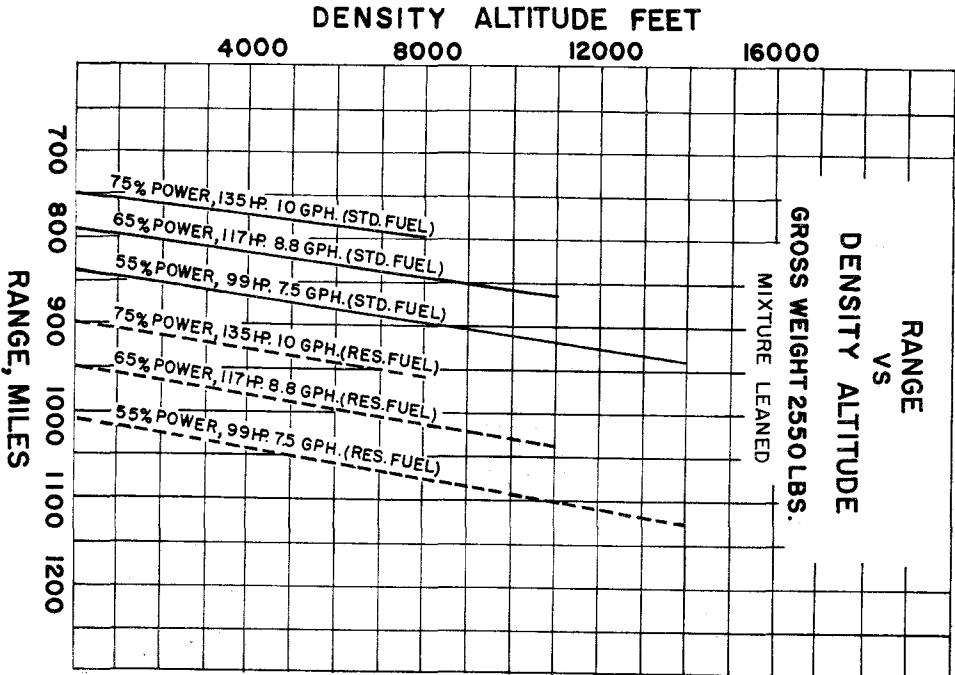 DENSITY ALTITUDE FEET
4000 8000 12000 16000
RANGE, MILES
700 800 900 1000 1100 1200
75% POWER, 135 HP. 10 GPH. (STD. FUEL)
65% POWER, 117 HP. 8.8 GPH. (STD. FUEL)
55% POWER, 99 HP. 7.5 GPH. (STD. FUEL)
75% POWER, 135 HP. 10 GPH. (RES. FUEL)
65% POWER, 117 HP. 8.8 GPH. (RES. FUEL)
55% POWER, 99 HP. 7.5 GPH. (RES. FUEL)
RANGE
VS
DENSITY ALTITUDE
GROSS WEIGHT 2550 LBS.
MIXTURE LEANED